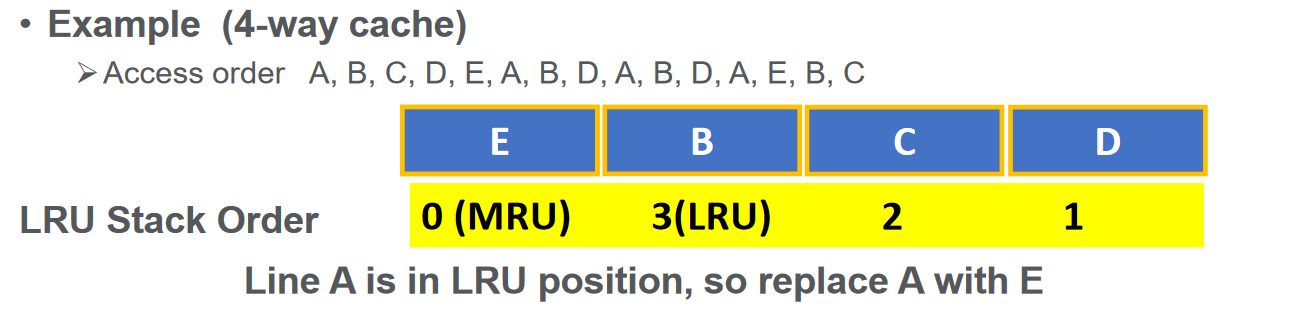 • Example (4-way cache)
➢ Access order A, B, C, D, E, A, B, D, A, B, D, A, E, B, C
E B C D
LRU Stack Order 0 (MRU) 3(LRU) 2 1
Line A is in LRU position, so replace A with E